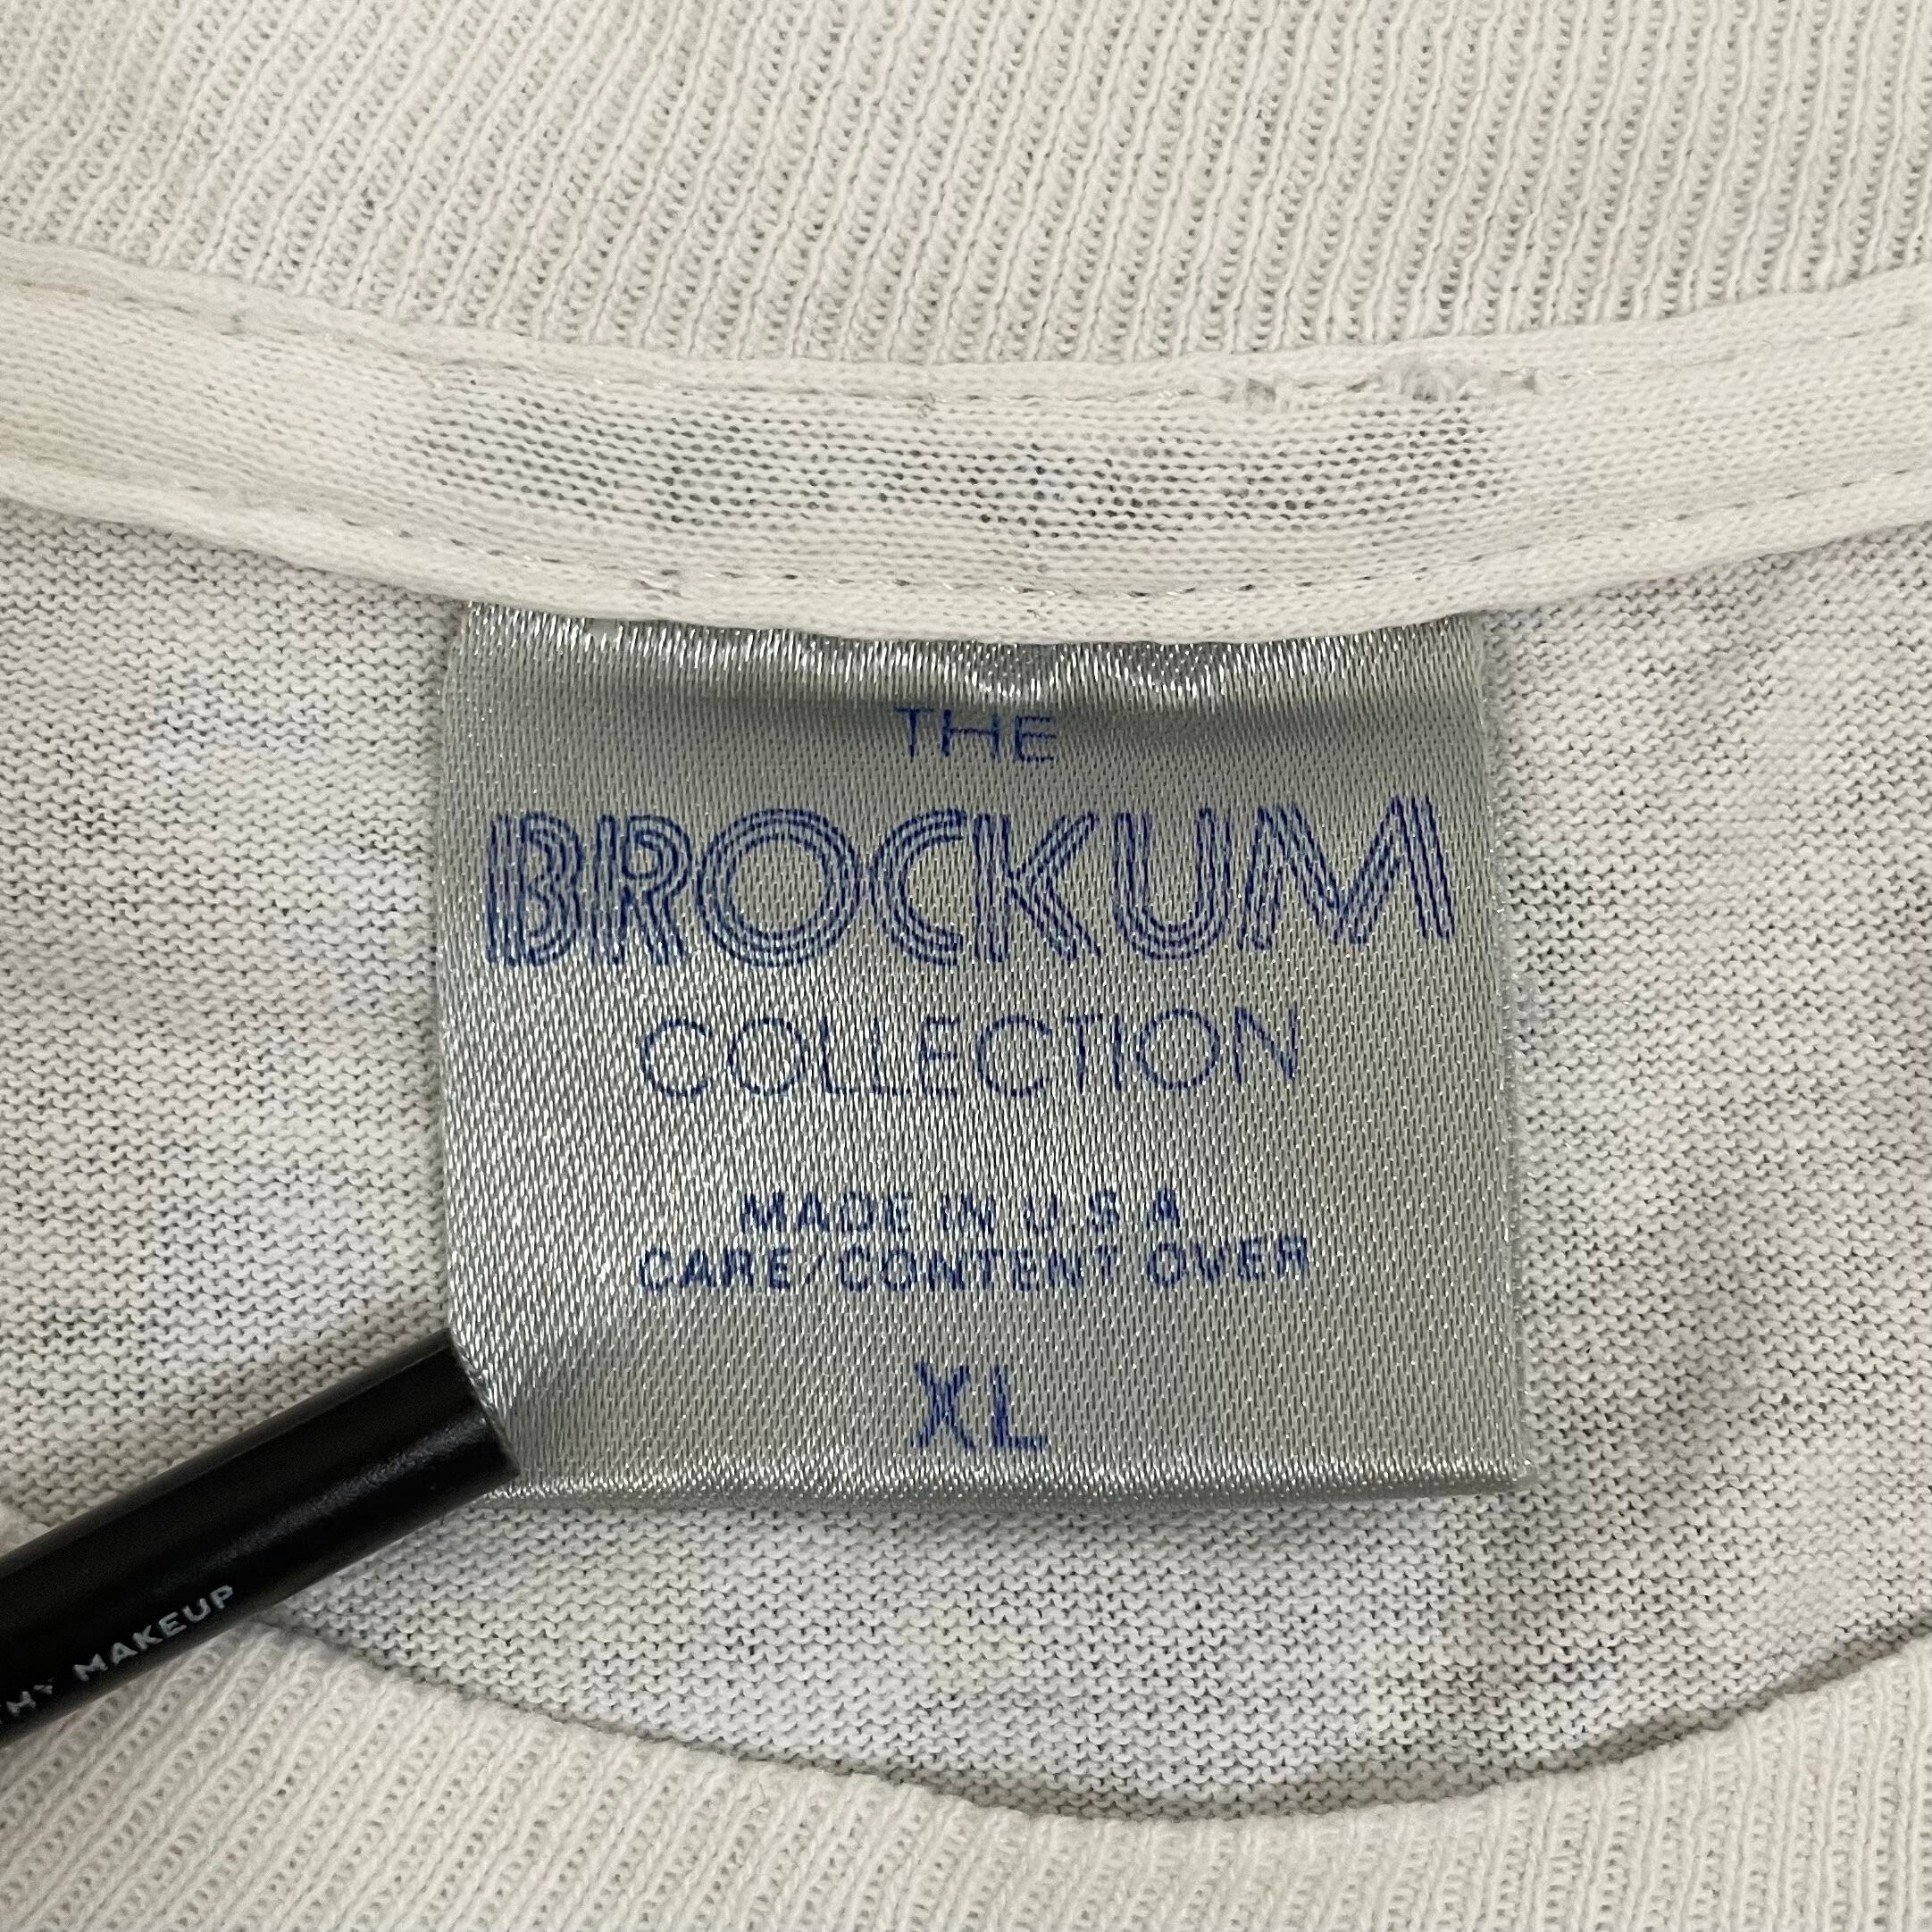 THE
BROCKUM
COLLECTION
MADE IN U.S.A
CARE/CONTENT OVER
XL
MAKEUP